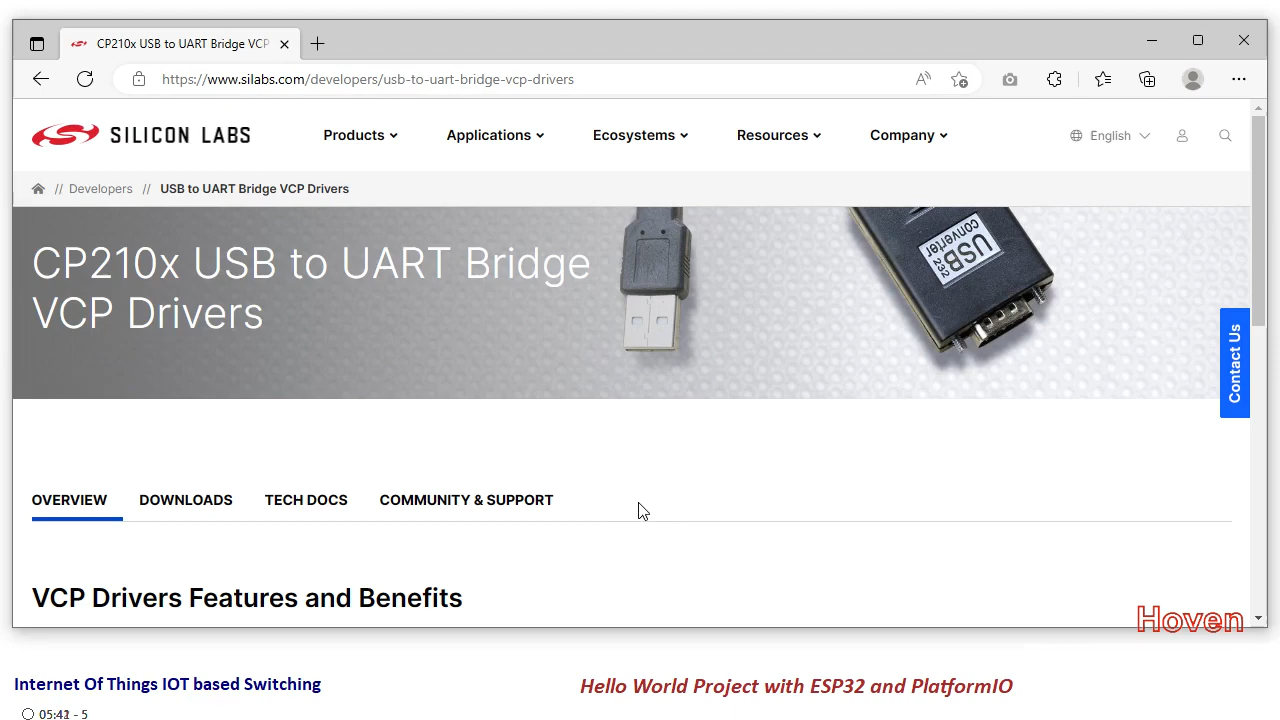 CP210x USB to UART Bridge VCP
https://www.silabs.com/developers/usb-to-uart-bridge-vcp-drivers
SILICON LABS
Products
Applications
Ecosystems
Resources
Company
English
// Developers // USB to UART Bridge VCP Drivers
CP210x USB to UART Bridge
VCP Drivers
USB
232
converter
Contact Us
OVERVIEW
DOWNLOADS
TECH DOCS
COMMUNITY & SUPPORT
VCP Drivers Features and Benefits
Hoven
Internet Of Things IOT based Switching
Hello World Project with ESP32 and PlatformIO